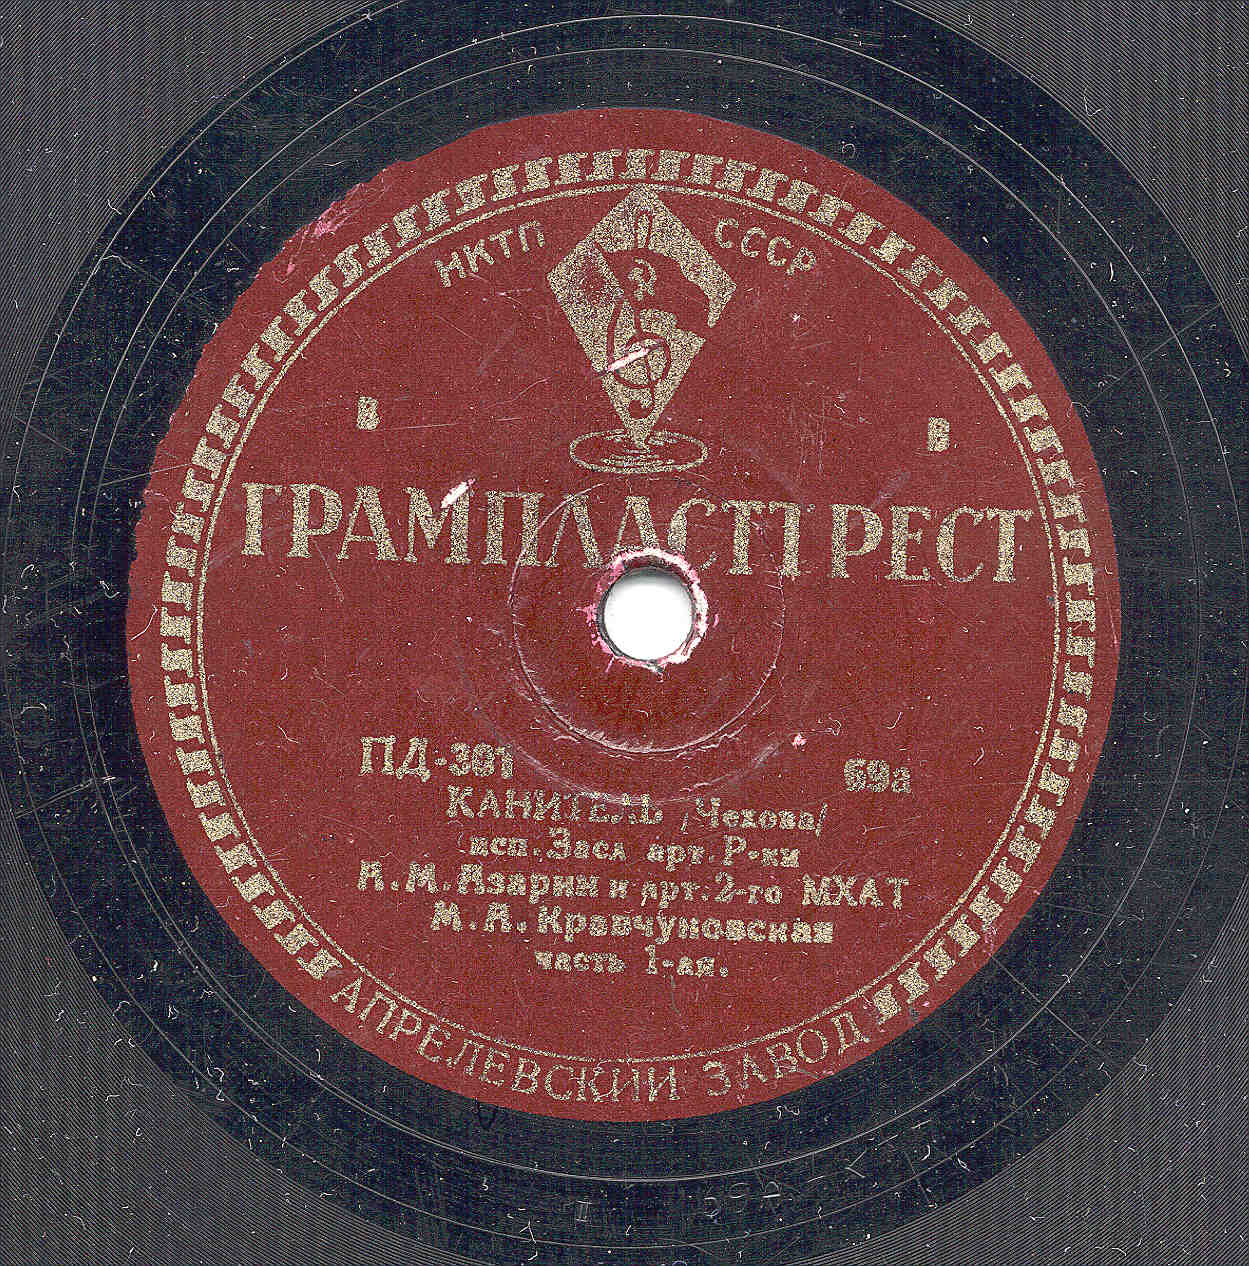 НКТП СССР
В В
ГРАМПЛАСТТРЕСТ
ПД-381 69а
КАНИТЕЛЬ /Чехова/
исп. Засл арт. Р-ки
А.М. Азарин и арт. 2-го МХАТ
М.А. Кравчуновская
часть 1-ая.
АПРЕЛЕВСКИЙ ЗАВОД